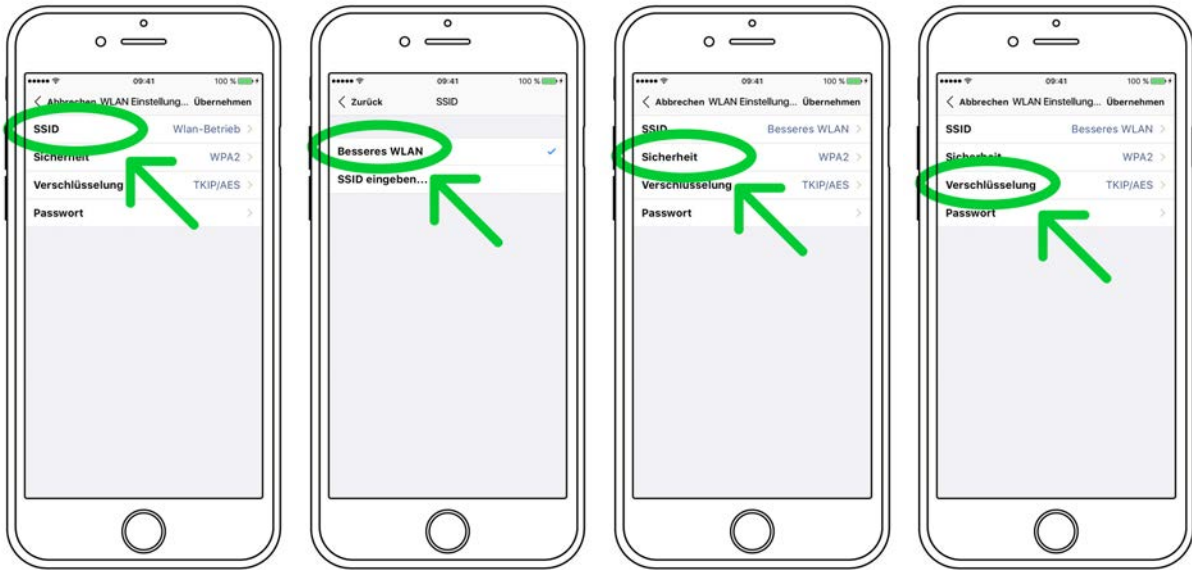 09:41 100 %
Abbrechen WLAN Einstellung... Übernehmen
SSID Wlan-Betrieb
Sicherheit WPA2
Verschlüsselung TKIP/AES
Passwort
09:41 100 %
Zurück SSID
Besseres WLAN
SSID eingeben...
09:41 100 %
Abbrechen WLAN Einstellung... Übernehmen
SSID Besseres WLAN
Sicherheit WPA2
Verschlüsselung TKIP/AES
Passwort
09:41 100 %
Abbrechen WLAN Einstellung... Übernehmen
SSID Besseres WLAN
Sicherheit WPA2
Verschlüsselung TKIP/AES
Passwort